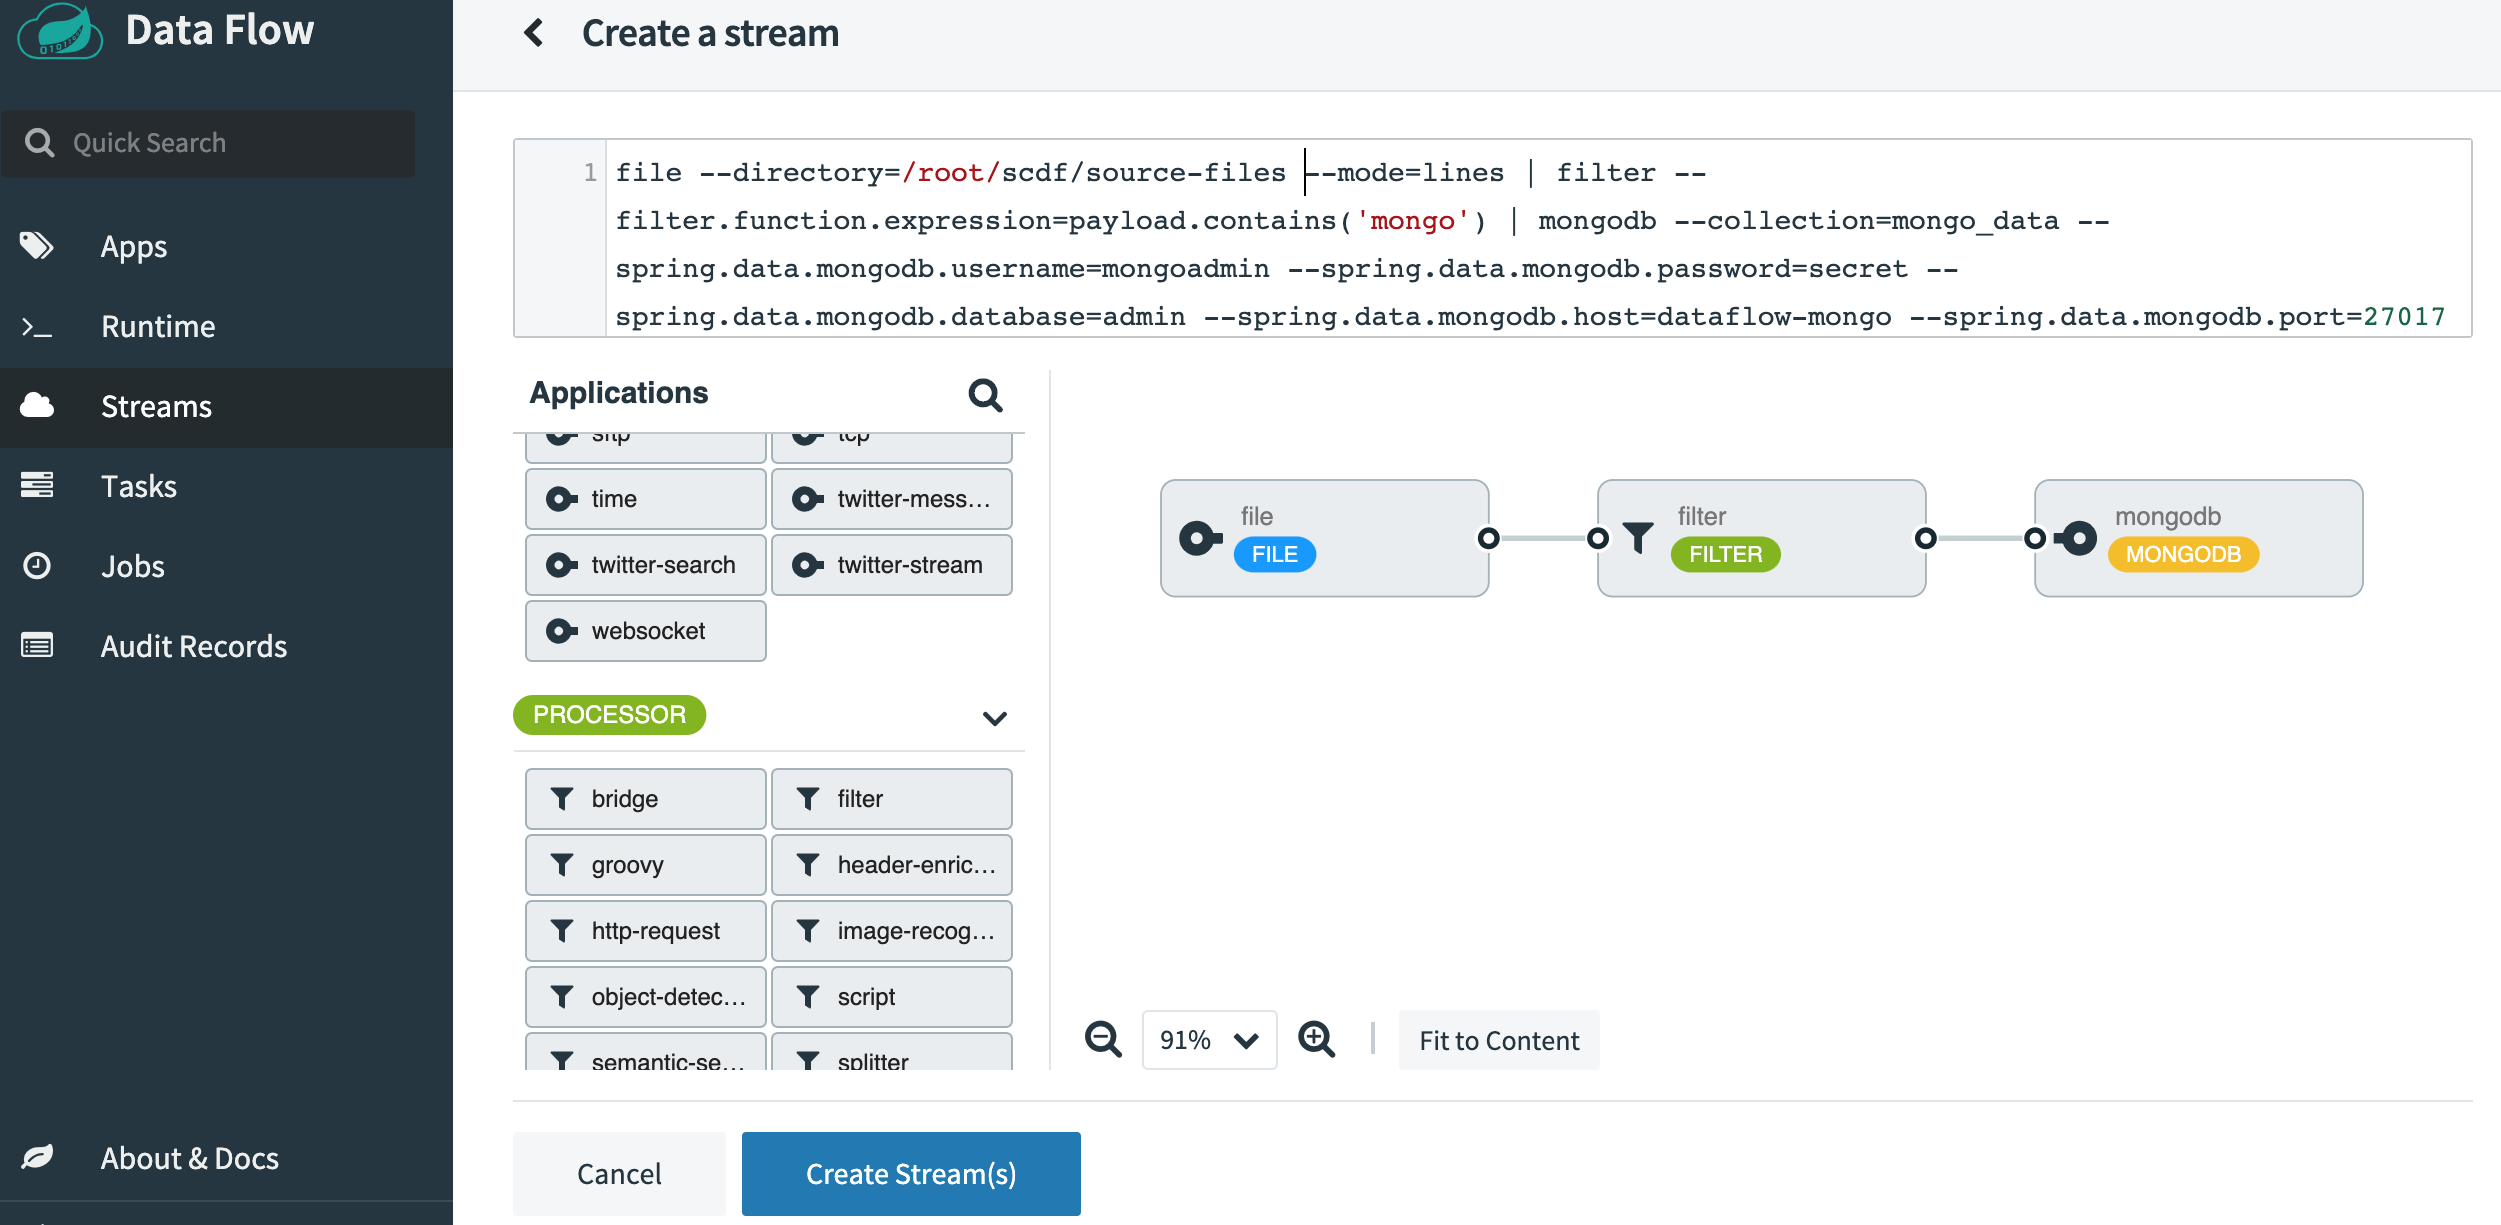 Data Flow
Quick Search
Apps
Runtime
Streams
Tasks
Jobs
Audit Records
About & Docs
Create a stream
1
file --directory=/root/scdf/source-files --mode=lines | filter --
filter.function.expression=payload.contains('mongo') | mongodb --collection=mongo_data --
spring.data.mongodb.username=mongoadmin --spring.data.mongodb.password=secret --
spring.data.mongodb.database=admin --spring.data.mongodb.host=dataflow-mongo --spring.data.mongodb.port=27017
Applications
sftp
tcp
time
twitter-mess...
twitter-search
twitter-stream
websocket
PROCESSOR
bridge
filter
groovy
header-enric...
http-request
image-recog...
object-detec...
script
semantic-se...
splitter
file
FILE
filter
FILTER
mongodb
MONGODB
91%
Fit to Content
Cancel
Create Stream(s)